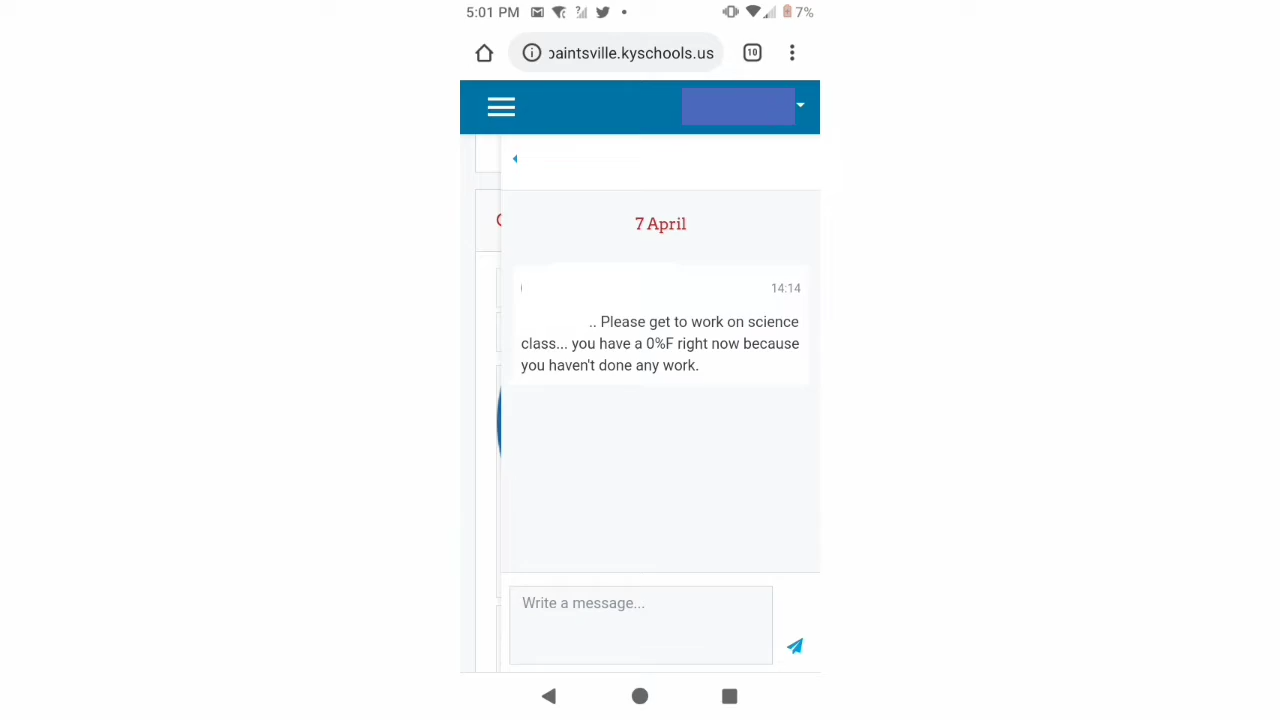 5:01 PM
7%
paintsville.kyschools.us
10
7 April
14:14
.. Please get to work on science
class... you have a 0%F right now because
you haven't done any work.
Write a message...